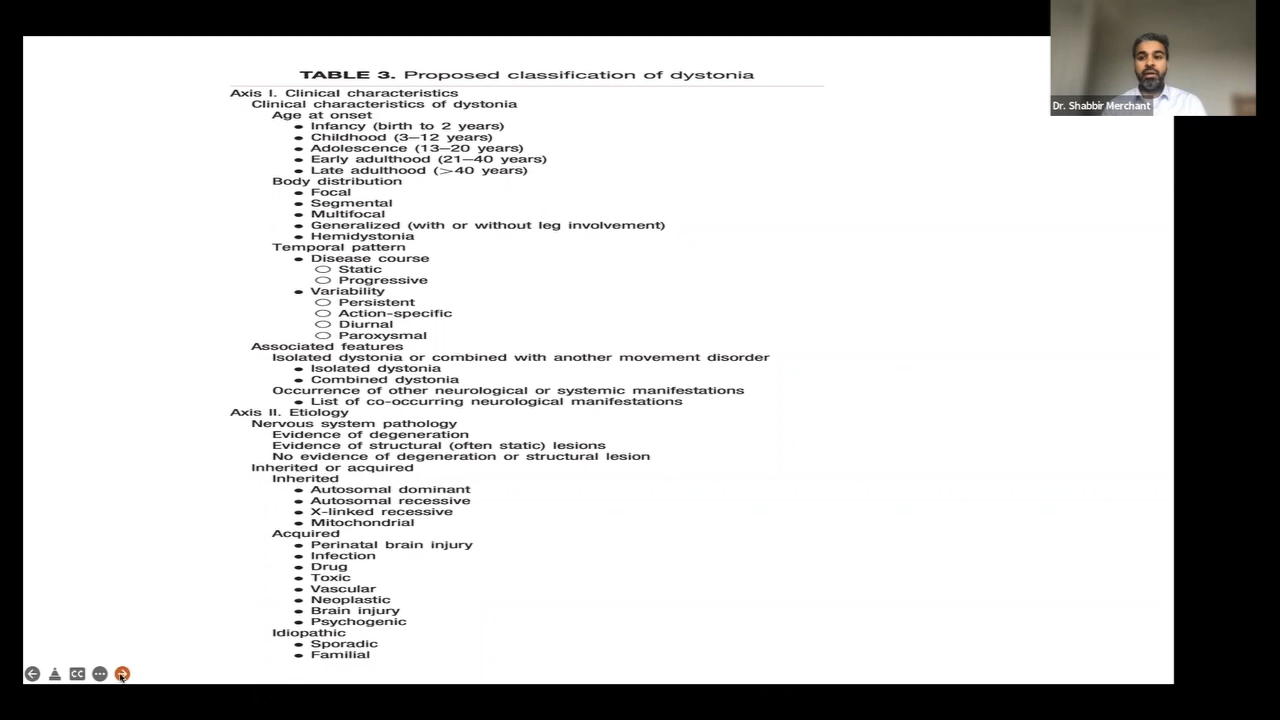 TABLE 3. Proposed classification of dystonia
Axis I. Clinical characteristics
Clinical characteristics of dystonia
Age at onset
• Infancy (birth to 2 years)
• Childhood (3–12 years)
• Adolescence (13–20 years)
• Early adulthood (21–40 years)
• Late adulthood (>40 years)
Body distribution
• Focal
• Segmental
• Multifocal
• Generalized (with or without leg involvement)
• Hemidystonia
Temporal pattern
• Disease course
○ Static
○ Progressive
• Variability
○ Persistent
○ Action-specific
○ Diurnal
○ Paroxysmal
Associated features
Isolated dystonia or combined with another movement disorder
• Isolated dystonia
• Combined dystonia
Occurrence of other neurological or systemic manifestations
• List of co-occurring neurological manifestations
Axis II. Etiology
Nervous system pathology
Evidence of degeneration
Evidence of structural (often static) lesions
No evidence of degeneration or structural lesion
Inherited or acquired
Inherited
• Autosomal dominant
• Autosomal recessive
• X-linked recessive
• Mitochondrial
Acquired
• Perinatal brain injury
• Infection
• Drug
• Toxic
• Vascular
• Neoplastic
• Brain injury
• Psychogenic
Idiopathic
• Sporadic
• Familial
Dr. Shabbir Merchant
CC